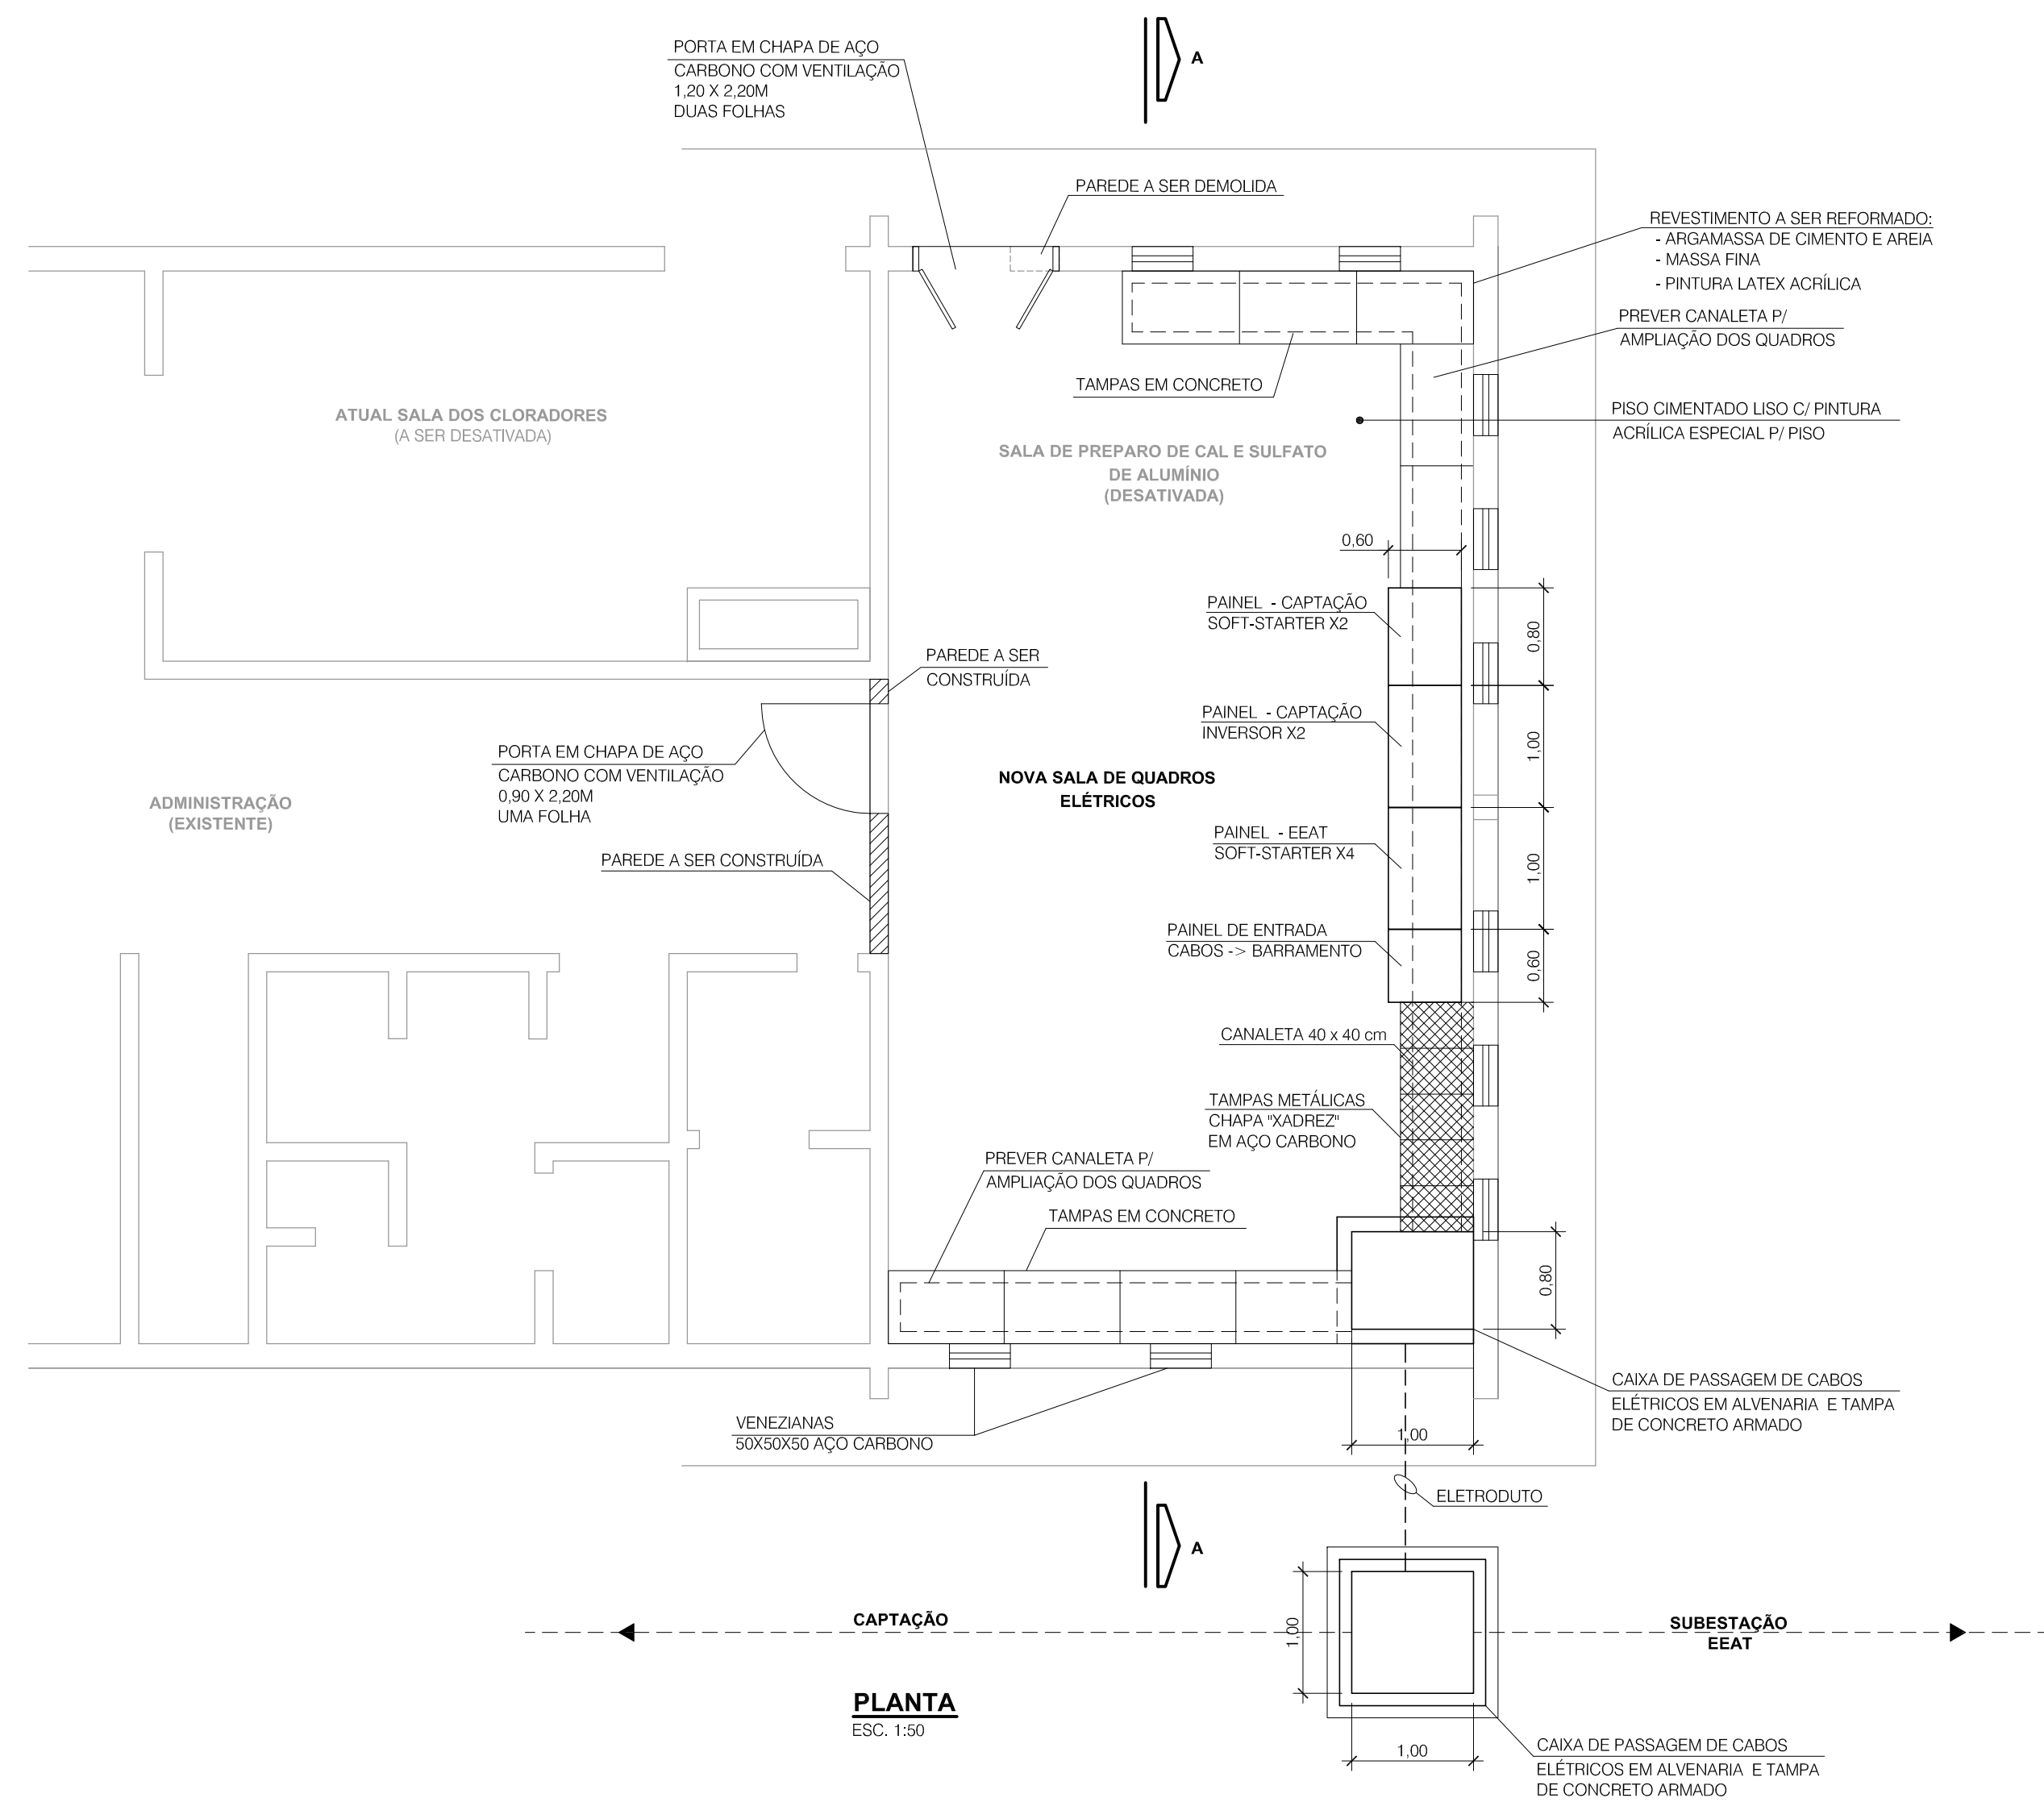 A
PORTA EM CHAPA DE AÇO
CARBONO COM VENTILAÇÃO
1,20 X 2,20M
DUAS FOLHAS
PAREDE A SER DEMOLIDA
REVESTIMENTO A SER REFORMADO:
- ARGAMASSA DE CIMENTO E AREIA
- MASSA FINA
- PINTURA LATEX ACRÍLICA
PREVER CANALETA P/
AMPLIAÇÃO DOS QUADROS
TAMPAS EM CONCRETO
PISO CIMENTADO LISO C/ PINTURA
ACRÍLICA ESPECIAL P/ PISO
ATUAL SALA DOS CLORADORES
(A SER DESATIVADA)
SALA DE PREPARO DE CAL E SULFATO
DE ALUMÍNIO
(DESATIVADA)
0,60
PAINEL - CAPTAÇÃO
SOFT-STARTER X2
0,80
PAREDE A SER
CONSTRUÍDA
PAINEL - CAPTAÇÃO
INVERSOR X2
1,00
PORTA EM CHAPA DE AÇO
CARBONO COM VENTILAÇÃO
0,90 X 2,20M
UMA FOLHA
NOVA SALA DE QUADROS
ELÉTRICOS
ADMINISTRAÇÃO
(EXISTENTE)
PAINEL - EEAT
SOFT-STARTER X4
1,00
PAREDE A SER CONSTRUÍDA
PAINEL DE ENTRADA
CABOS -> BARRAMENTO
0,60
CANALETA 40 x 40 cm
TAMPAS METÁLICAS
CHAPA "XADREZ"
EM AÇO CARBONO
PREVER CANALETA P/
AMPLIAÇÃO DOS QUADROS
TAMPAS EM CONCRETO
0,80
CAIXA DE PASSAGEM DE CABOS
ELÉTRICOS EM ALVENARIA E TAMPA
DE CONCRETO ARMADO
VENEZIANAS
50X50X50 AÇO CARBONO
1,00
ELETRODUTO
A
CAPTAÇÃO
1,00
SUBESTAÇÃO
EEAT
PLANTA
ESC. 1:50
1,00
CAIXA DE PASSAGEM DE CABOS
ELÉTRICOS EM ALVENARIA E TAMPA
DE CONCRETO ARMADO